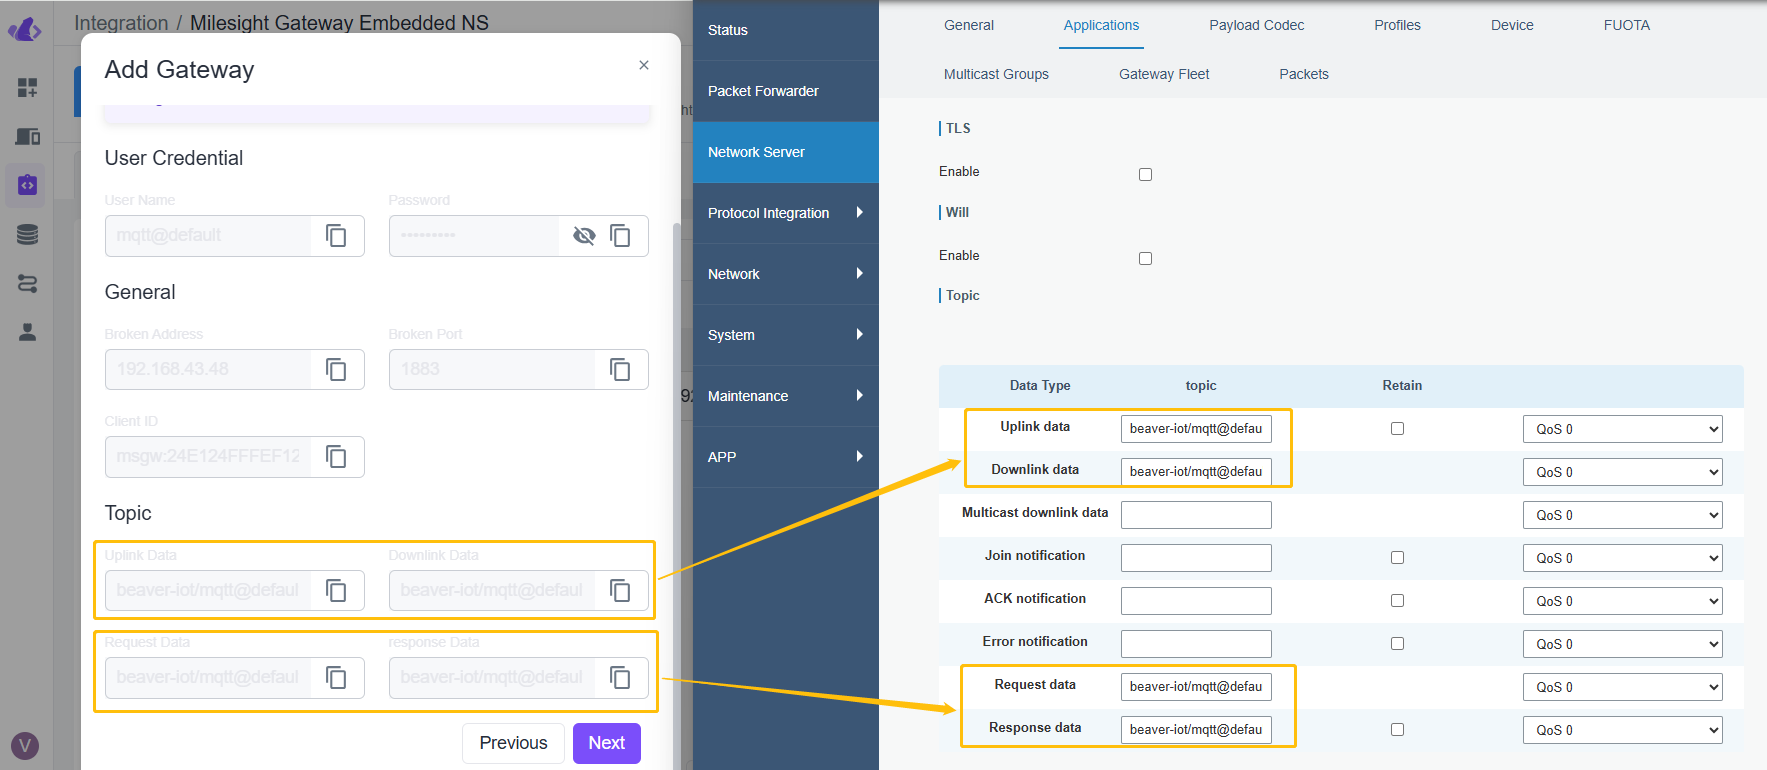 Integration / Milesight Gateway Embedded NS
Add Gateway
×
User Credential
User Name
Password
mqtt@default
•••••••••
General
Broken Address
Broken Port
192.168.43.48
1883
Client ID
msgw:24E124FFFEF12
Topic
Uplink Data
Downlink Data
beaver-iot/mqtt@defaul
beaver-iot/mqtt@defaul
Request Data
response Data
beaver-iot/mqtt@defaul
beaver-iot/mqtt@defaul
Previous
Next
V
ht
92
Status
Packet Forwarder
Network Server
Protocol Integration
Network
System
Maintenance
APP
General
Applications
Payload Codec
Profiles
Device
FUOTA
Multicast Groups
Gateway Fleet
Packets
TLS
Enable
Will
Enable
Topic
Data Type topic Retain
Uplink data beaver-iot/mqtt@defau QoS 0
Downlink data beaver-iot/mqtt@defau QoS 0
Multicast downlink data QoS 0
Join notification QoS 0
ACK notification QoS 0
Error notification QoS 0
Request data beaver-iot/mqtt@defau QoS 0
Response data beaver-iot/mqtt@defau QoS 0